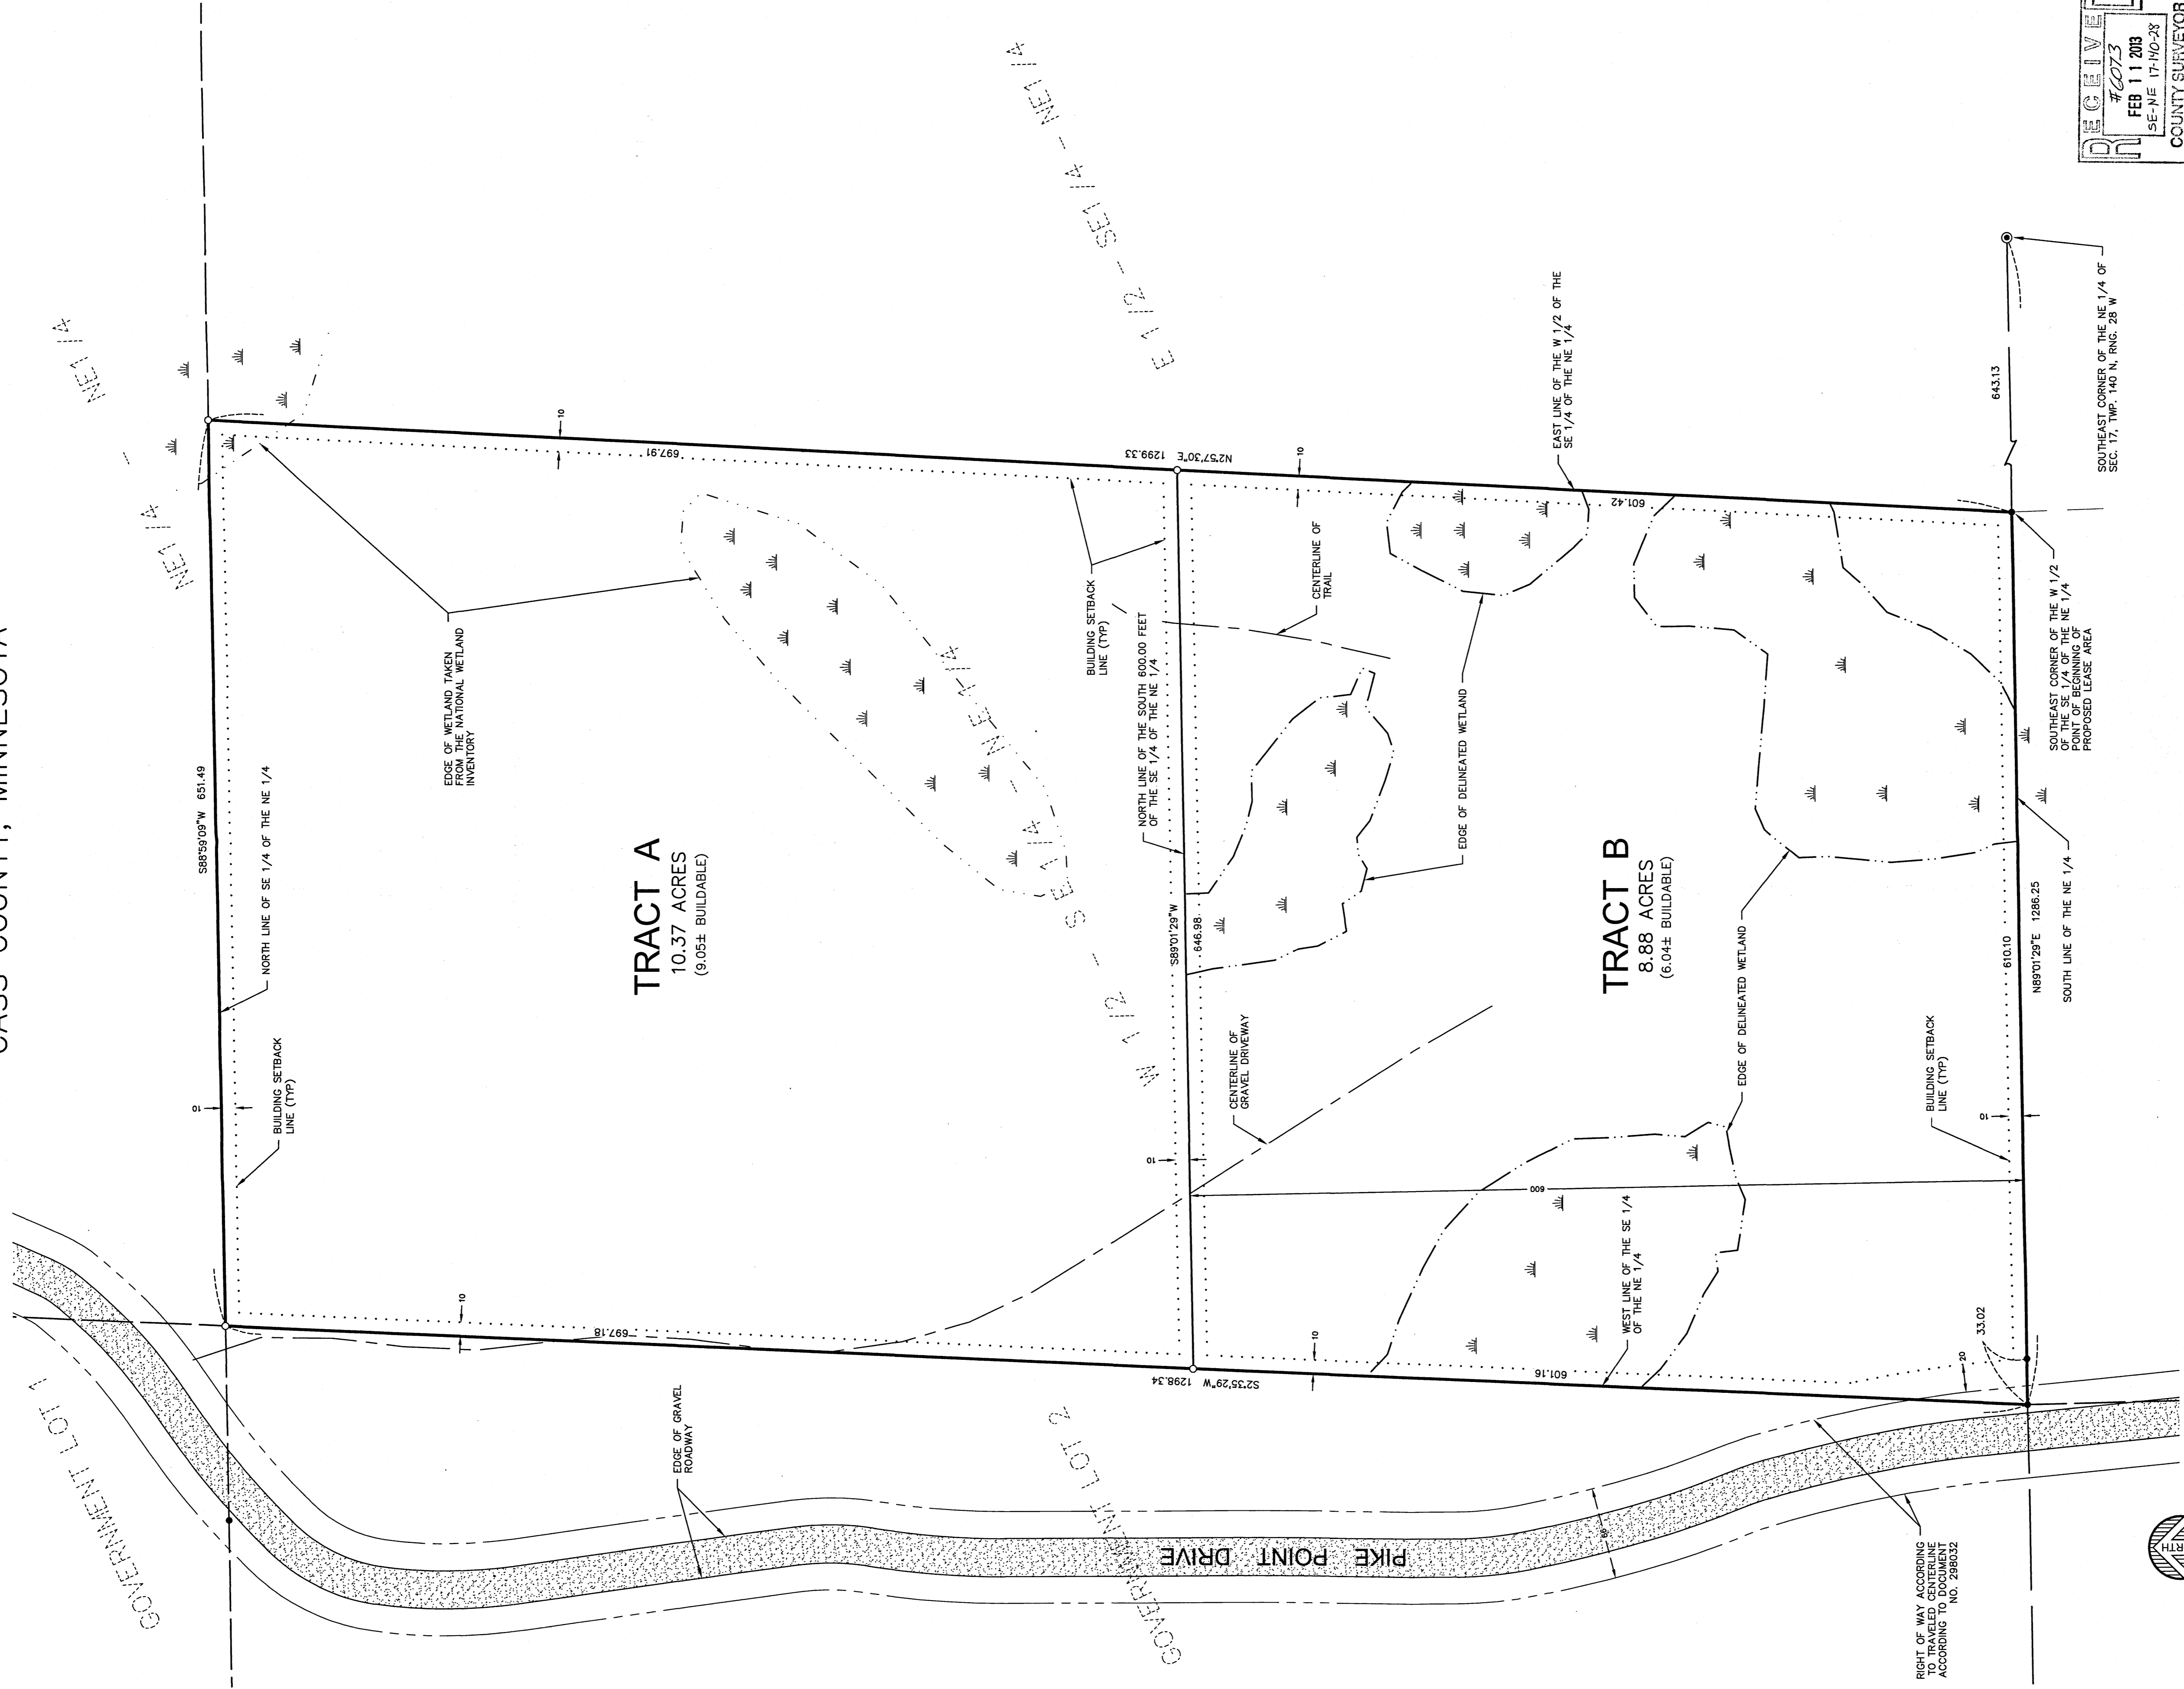 CASS COUNTY, MINNESOTA
GOVERNMENT LOT 1
NE1/4 - NE1/4
S88°59'09"W 651.49
NORTH LINE OF SE 1/4 OF THE NE 1/4
10
BUILDING SETBACK
LINE (TYP)
EDGE OF WETLAND TAKEN
FROM THE NATIONAL WETLAND
INVENTORY
10
697.18
10
697.91
TRACT A
10.37 ACRES
(9.05± BUILDABLE)
EDGE OF GRAVEL
ROADWAY
W 1/2 - SE1/4 - NE1/4
E 1/2 - SE1/4 - NE1/4
GOVERNMENT LOT 2
BUILDING SETBACK
LINE (TYP)
NORTH LINE OF THE SOUTH 600.00 FEET
OF THE SE 1/4 OF THE NE 1/4
S89°01'29"W
646.98
10
N2°57'30"E 1299.33
S2°35'29"W 1298.34
PIKE POINT DRIVE
CENTERLINE OF
GRAVEL DRIVEWAY
CENTERLINE OF
TRAIL
10
10
EDGE OF DELINEATED WETLAND
EAST LINE OF THE W 1/2 OF THE
SE 1/4 OF THE NE 1/4
600
601.16
601.42
66
WEST LINE OF THE SE 1/4
OF THE NE 1/4
TRACT B
8.88 ACRES
(6.04± BUILDABLE)
EDGE OF DELINEATED WETLAND
BUILDING SETBACK
LINE (TYP)
10
20
33.02
610.10
643.13
N89°01'29"E 1286.25
SOUTH LINE OF THE NE 1/4
SOUTHEAST CORNER OF THE W 1/2
OF THE SE 1/4 OF THE NE 1/4
POINT OF BEGINNING OF
PROPOSED LEASE AREA
SOUTHEAST CORNER OF THE NE 1/4 OF
SEC. 17, TWP. 140 N, RNG. 28 W
RIGHT OF WAY ACCORDING
TO TRAVELED CENTERLINE
ACCORDING TO DOCUMENT
NO. 298032
RECEIVE
#6073
FEB 11 2013
SE-NE 17-140-28
COUNTY SURVEYOR